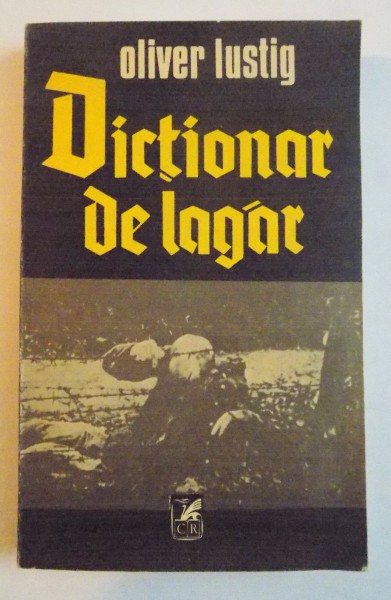 oliver lustig
Dicţionar
de lagăr
CR